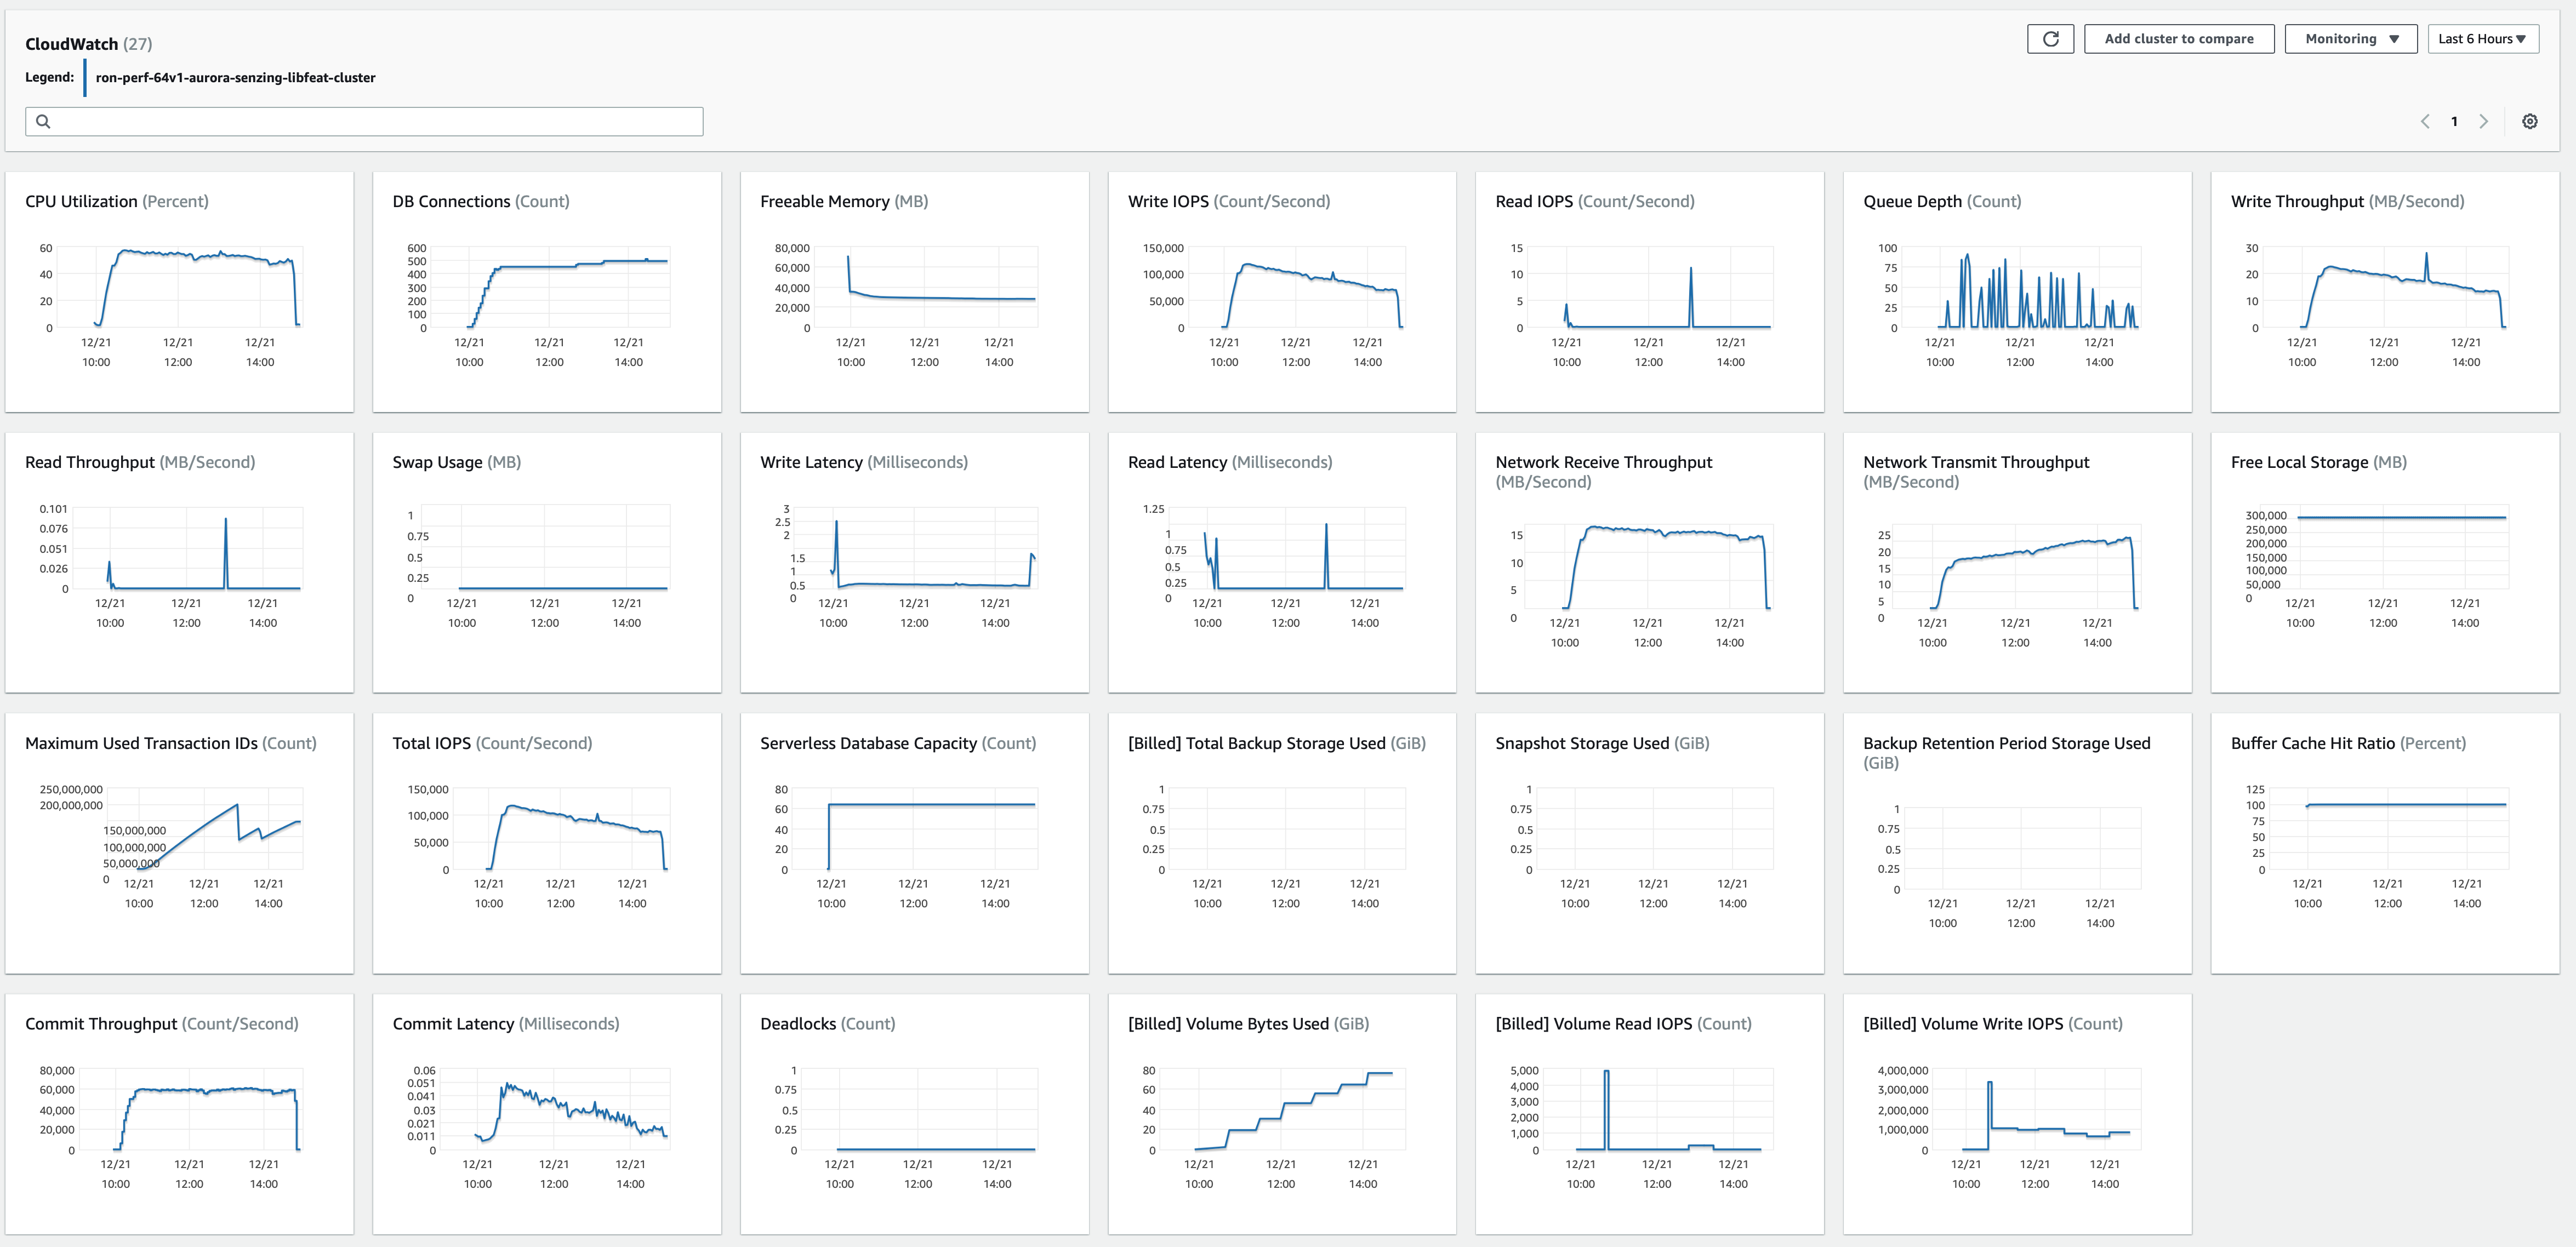 CloudWatch (27)
Add cluster to compare
Monitoring ▼
Last 6 Hours ▼
Legend:
ron-perf-64v1-aurora-senzing-libfeat-cluster
1
CPU Utilization (Percent)
60
40
20
0
12/21 12/21 12/21
10:00 12:00 14:00
DB Connections (Count)
600
500
400
300
200
100
0
12/21 12/21 12/21
10:00 12:00 14:00
Freeable Memory (MB)
80,000
60,000
40,000
20,000
0
12/21 12/21 12/21
10:00 12:00 14:00
Write IOPS (Count/Second)
150,000
100,000
50,000
0
12/21 12/21 12/21
10:00 12:00 14:00
Read IOPS (Count/Second)
15
10
5
0
12/21 12/21 12/21
10:00 12:00 14:00
Queue Depth (Count)
100
75
50
25
0
12/21 12/21 12/21
10:00 12:00 14:00
Write Throughput (MB/Second)
30
20
10
0
12/21 12/21 12/21
10:00 12:00 14:00
Read Throughput (MB/Second)
0.101
0.076
0.051
0.026
0
12/21 12/21 12/21
10:00 12:00 14:00
Swap Usage (MB)
1
0.75
0.5
0.25
0
12/21 12/21 12/21
10:00 12:00 14:00
Write Latency (Milliseconds)
3
2.5
2
1.5
1
0.5
0
12/21 12/21 12/21
10:00 12:00 14:00
Read Latency (Milliseconds)
1.25
1
0.75
0.5
0.25
0
12/21 12/21 12/21
10:00 12:00 14:00
Network Receive Throughput
(MB/Second)
15
10
5
0
12/21 12/21 12/21
10:00 12:00 14:00
Network Transmit Throughput
(MB/Second)
25
20
15
10
5
0
12/21 12/21 12/21
10:00 12:00 14:00
Free Local Storage (MB)
300,000
250,000
200,000
150,000
100,000
50,000
0
12/21 12/21 12/21
10:00 12:00 14:00
Maximum Used Transaction IDs (Count)
250,000,000
200,000,000
150,000,000
100,000,000
50,000,000
0
12/21 12/21 12/21
10:00 12:00 14:00
Total IOPS (Count/Second)
150,000
100,000
50,000
0
12/21 12/21 12/21
10:00 12:00 14:00
Serverless Database Capacity (Count)
80
60
40
20
0
12/21 12/21 12/21
10:00 12:00 14:00
[Billed] Total Backup Storage Used (GiB)
1
0.75
0.5
0.25
0
12/21 12/21 12/21
10:00 12:00 14:00
Snapshot Storage Used (GiB)
1
0.75
0.5
0.25
0
12/21 12/21 12/21
10:00 12:00 14:00
Backup Retention Period Storage Used
(GiB)
1
0.75
0.5
0.25
0
12/21 12/21 12/21
10:00 12:00 14:00
Buffer Cache Hit Ratio (Percent)
125
100
75
50
25
0
12/21 12/21 12/21
10:00 12:00 14:00
Commit Throughput (Count/Second)
80,000
60,000
40,000
20,000
0
12/21 12/21 12/21
10:00 12:00 14:00
Commit Latency (Milliseconds)
0.06
0.051
0.041
0.03
0.021
0.011
0
12/21 12/21 12/21
10:00 12:00 14:00
Deadlocks (Count)
1
0.75
0.5
0.25
0
12/21 12/21 12/21
10:00 12:00 14:00
[Billed] Volume Bytes Used (GiB)
80
60
40
20
0
12/21 12/21 12/21
10:00 12:00 14:00
[Billed] Volume Read IOPS (Count)
5,000
4,000
3,000
2,000
1,000
0
12/21 12/21 12/21
10:00 12:00 14:00
[Billed] Volume Write IOPS (Count)
4,000,000
3,000,000
2,000,000
1,000,000
0
12/21 12/21 12/21
10:00 12:00 14:00